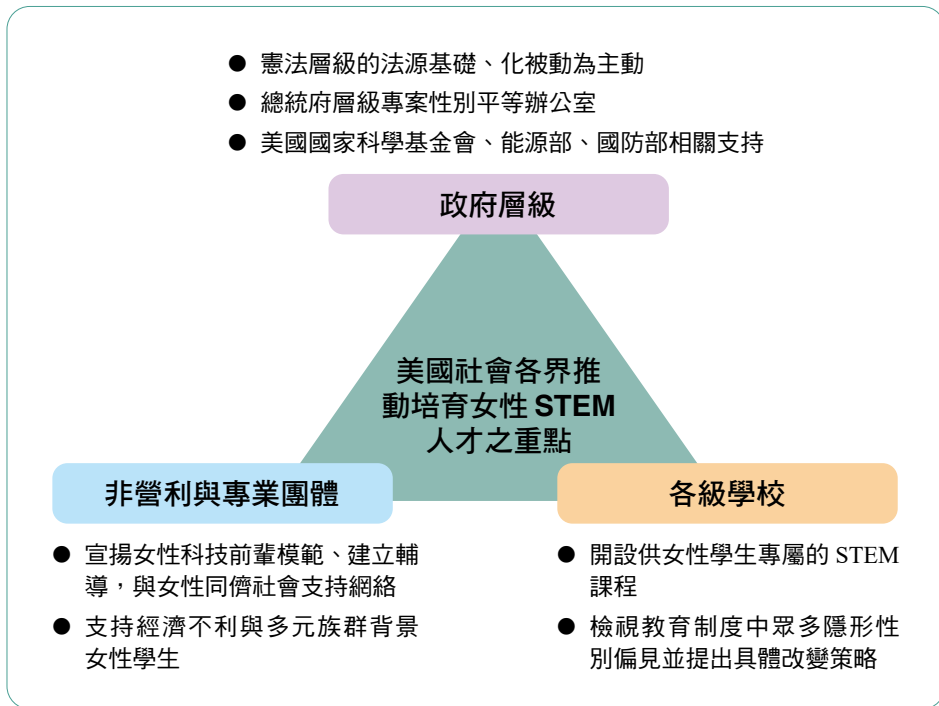 ● 憲法層級的法源基礎、化被動為主動
● 總統府層級專案性別平等辦公室
● 美國國家科學基金會、能源部、國防部相關支持
政府層級
美國社會各界推
動培育女性 STEM
人才之重點
非營利與專業團體
● 宣揚女性科技前輩模範、建立輔
導，與女性同儕社會支持網絡
● 支持經濟不利與多元族群背景
女性學生
各級學校
● 開設供女性學生專屬的 STEM
課程
● 檢視教育制度中眾多隱形性
別偏見並提出具體改變策略